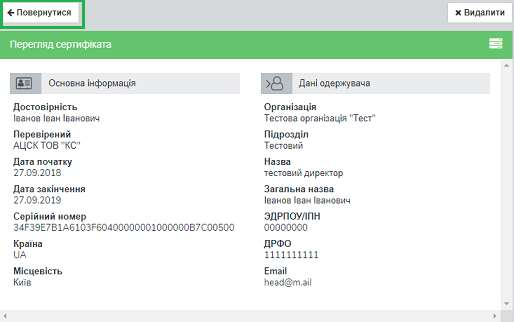 Повернутися
Видалити
Перегляд сертифіката
Основна інформація
Достовірність
Іванов Іван Іванович
Перевірений
АЦСК ТОВ "КС"
Дата початку
27.09.2018
Дата закінчення
27.09.2019
Серійний номер
34F39E7B1A6103F60400000001000000B7C00500
Країна
UA
Місцевість
Київ
Дані одержувача
Організація
Тестова організація "Тест"
Підрозділ
Тестовий
Назва
тестовий директор
Загальна назва
Іванов Іван Іванович
ЭДРПОУ/ІПН
00000000
ДРФО
1111111111
Email
head@m.ail